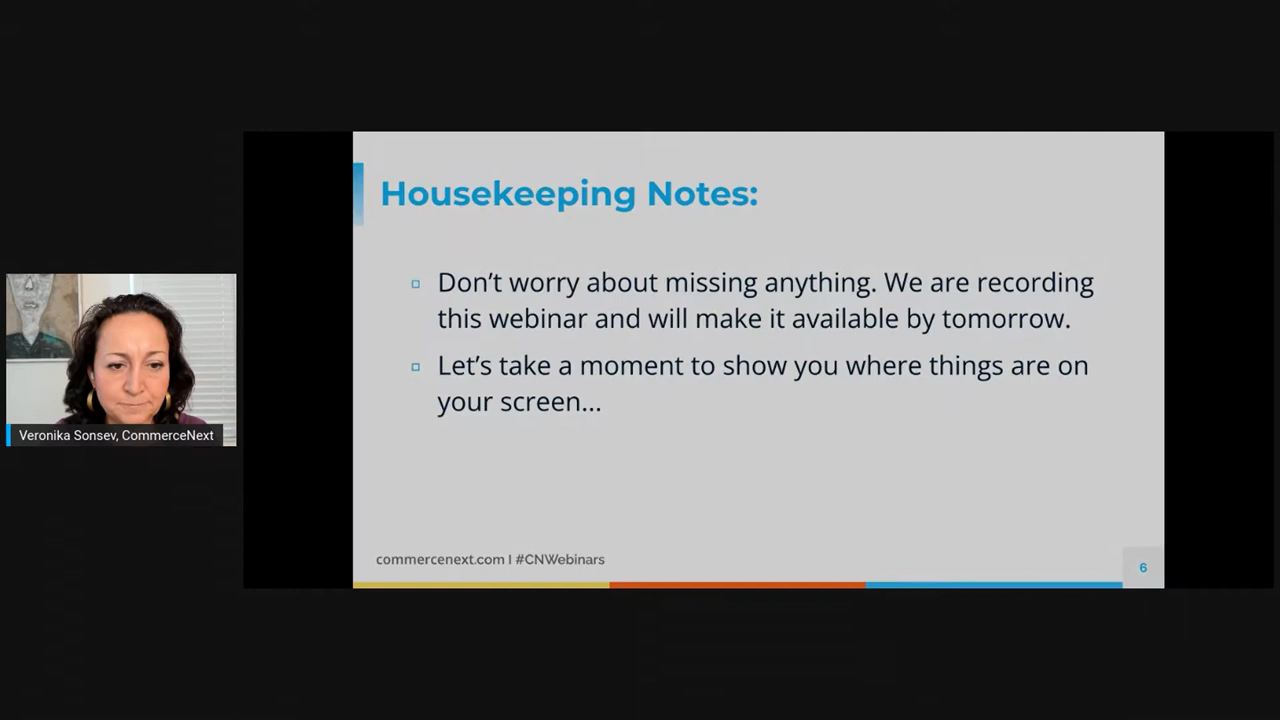 Housekeeping Notes:
Don’t worry about missing anything. We are recording
this webinar and will make it available by tomorrow.
Let’s take a moment to show you where things are on
your screen...
Veronika Sonsev, CommerceNext
commercenext.com I #CNWebinars
6